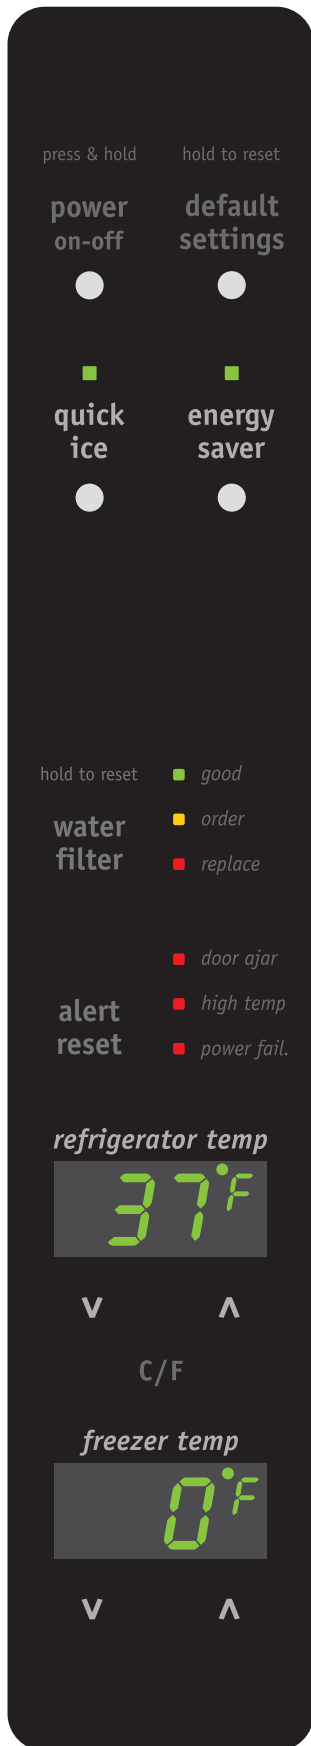 press & hold
hold to reset
power
on-off
default
settings
quick
ice
energy
saver
hold to reset
water
filter
good
order
replace
alert
reset
door ajar
high temp
power fail.
refrigerator temp
37°F
v ʌ
C/F
freezer temp
0°F
v ʌ